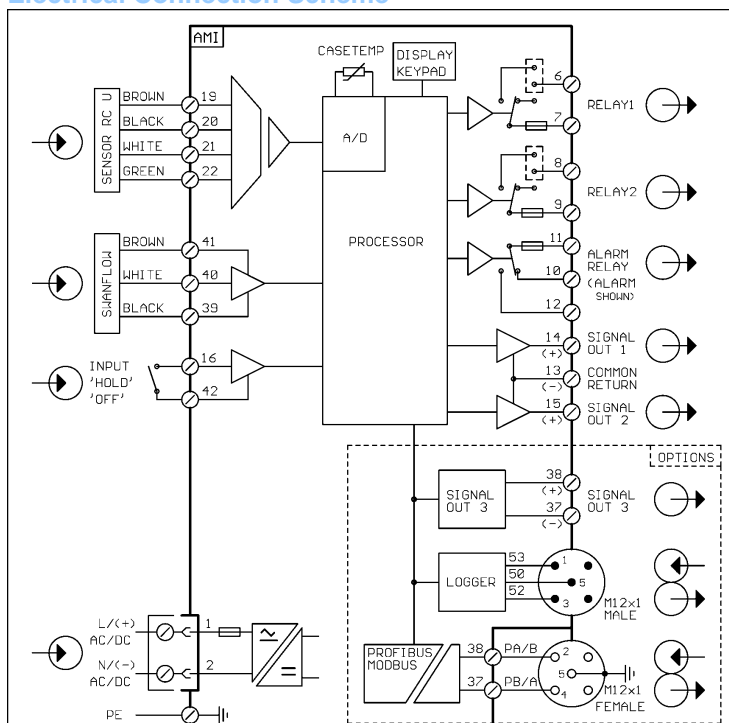 Electrical Connection Scheme
AMI
CASETEMP
DISPLAY
KEYPAD
A/D
PROCESSOR
SENSOR RC U
BROWN 19
BLACK 20
WHITE 21
GREEN 22
SWANFLOW
BROWN 41
WHITE 40
BLACK 39
INPUT
'HOLD'
'OFF'
16
42
6
RELAY1
7
8
RELAY2
9
11
ALARM
RELAY
(ALARM
SHOWN)
10
12
14
(+)
SIGNAL
OUT 1
13
(-)
COMMON
RETURN
15
(+)
SIGNAL
OUT 2
OPTIONS
SIGNAL
OUT 3
38
(+)
37
(-)
SIGNAL
OUT 3
LOGGER
53
50
52
1
5
3
M12x1
MALE
PROFIBUS
MODBUS
38 PA/B
37 PB/A
2
5
4
M12x1
FEMALE
L/(+)
AC/DC
1
N/(-)
AC/DC
2
PE